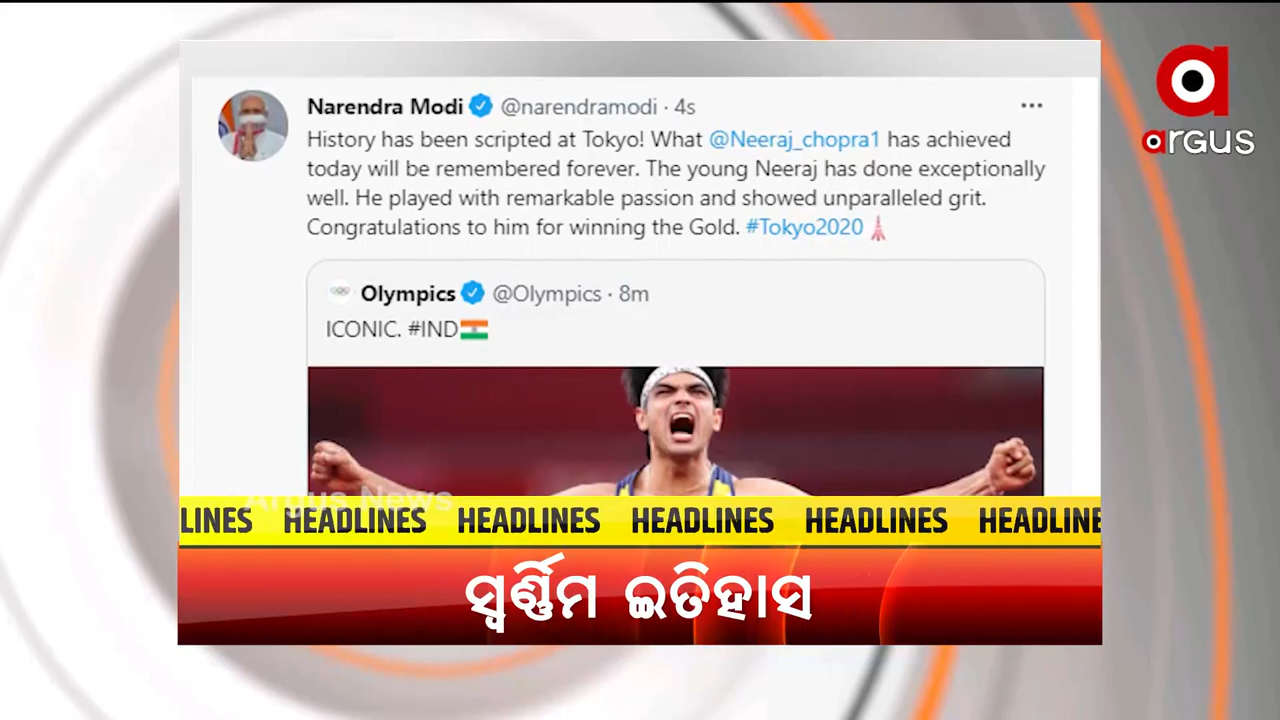 Narendra Modi @narendramodi · 4s
History has been scripted at Tokyo! What @Neeraj_chopra1 has achieved
today will be remembered forever. The young Neeraj has done exceptionally
well. He played with remarkable passion and showed unparalleled grit.
Congratulations to him for winning the Gold. #Tokyo2020
argus
Olympics @Olympics · 8m
ICONIC. #IND
Argus News
LINES HEADLINES HEADLINES HEADLINES HEADLINES HEADLINE
ସ୍ୱର୍ଣ୍ଣିମ ଇତିହାସ